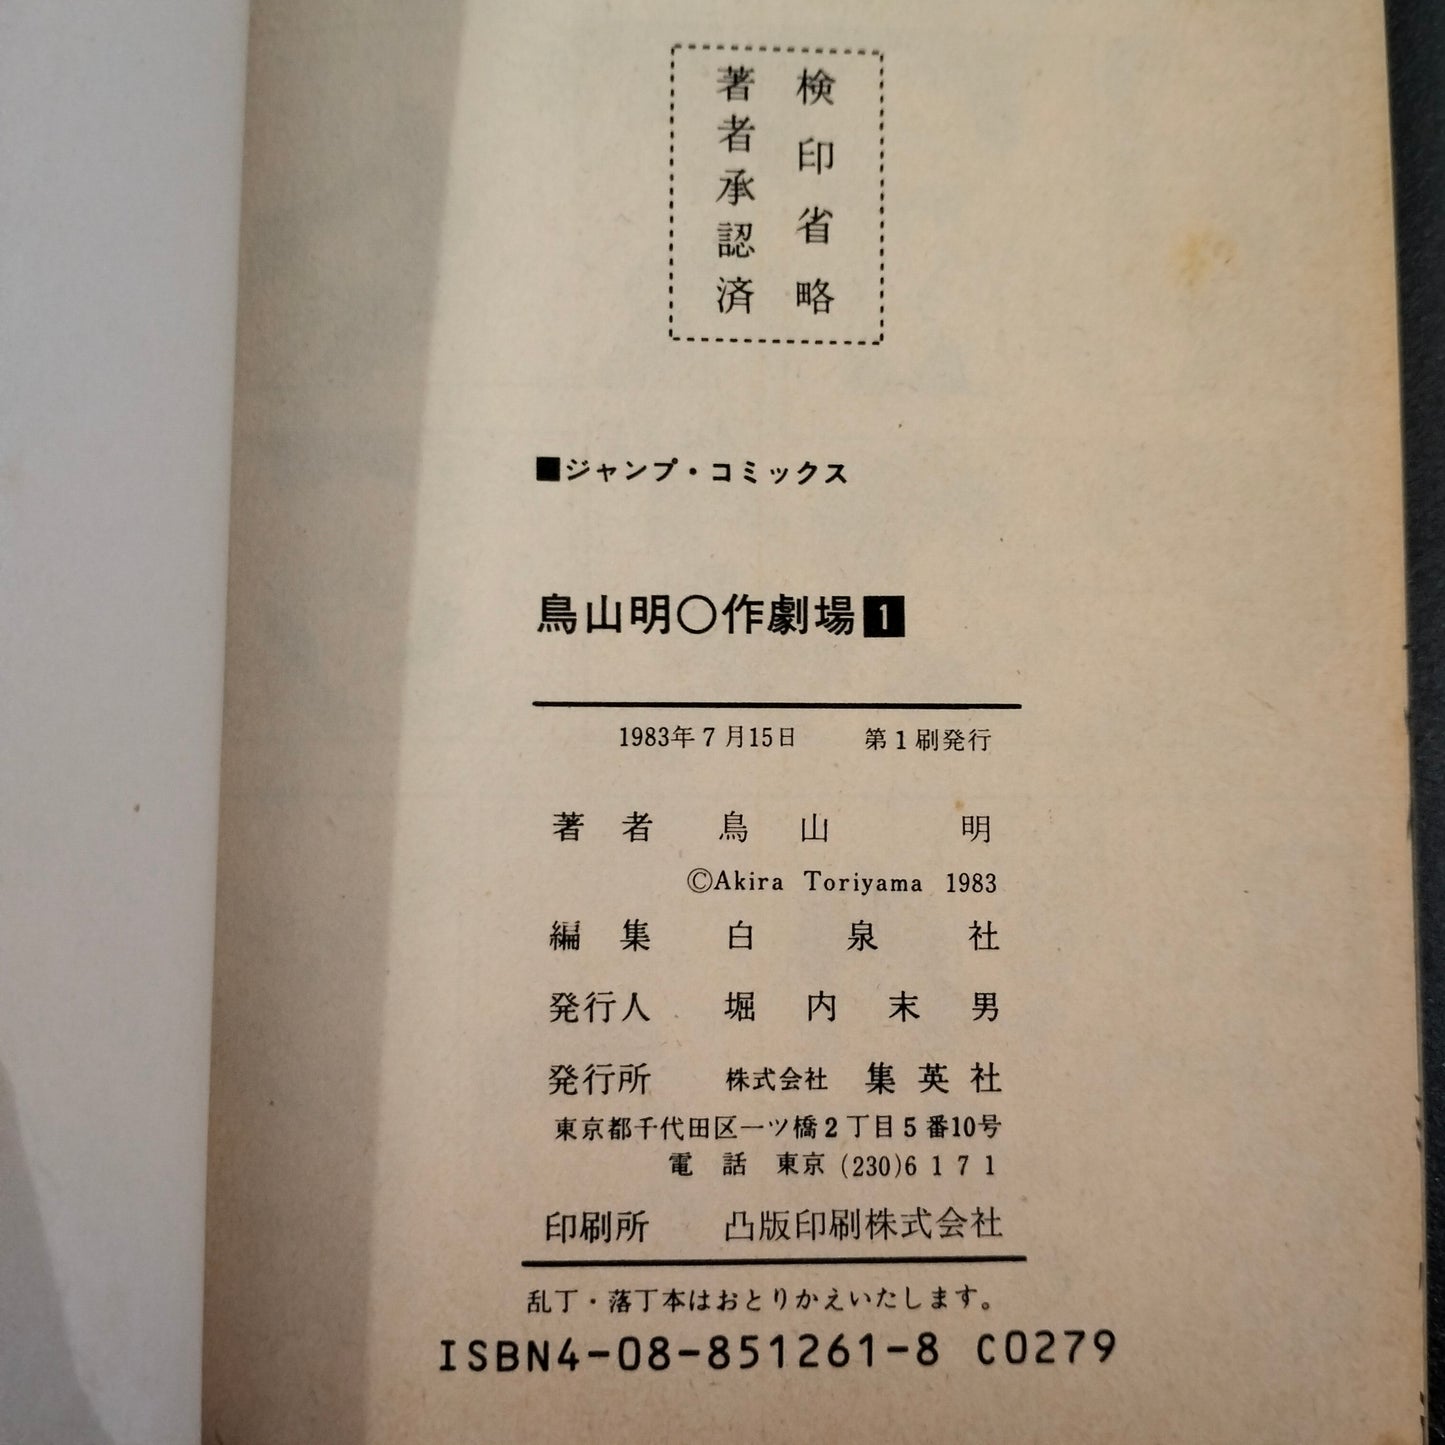 検印省略
著者承認済
■ジャンプ・コミックス
鳥山明○作劇場1
1983年7月15日 第1刷発行
著者 鳥山明
©Akira Toriyama 1983
編集 白泉社
発行人 堀内末男
発行所 株式会社 集英社
東京都千代田区一ツ橋2丁目5番10号
電話 東京 (230)6171
印刷所 凸版印刷株式会社
乱丁・落丁本はおとりかえいたします。
ISBN4-08-851261-8 C0279